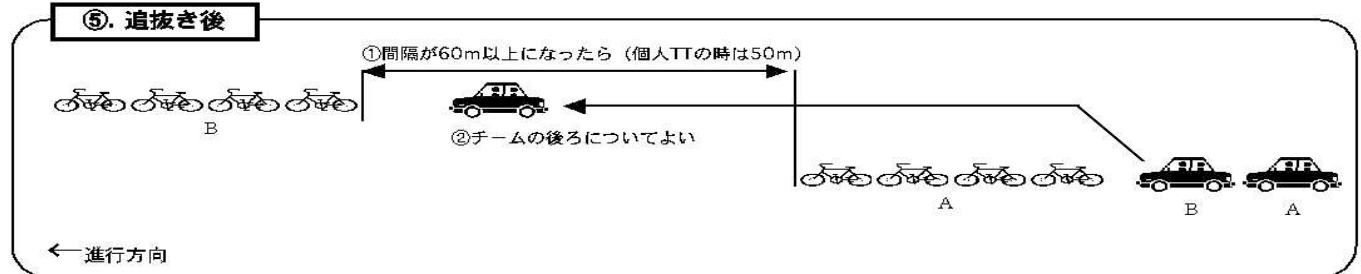 ⑤. 追抜き後
①間隔が60m以上になったら（個人TTの時は50m）
B
②チームの後ろについてよい
A
B
A
←進行方向